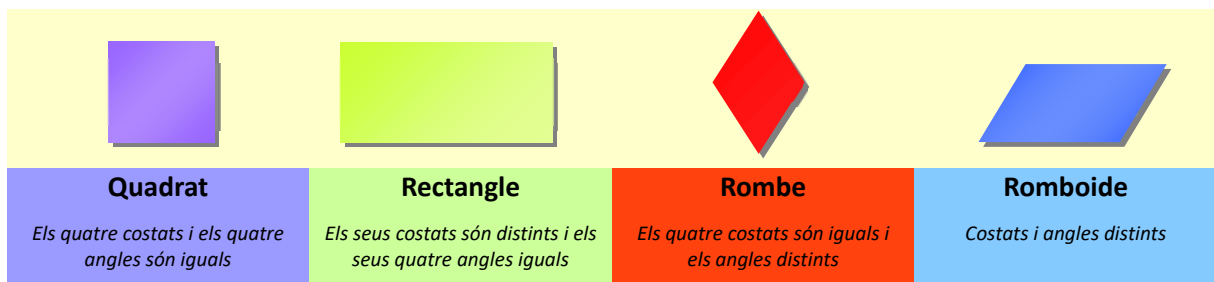 Quadrat
Els quatre costats i els quatre
angles són iguals
Rectangle
Els seus costats són distints i els
seus quatre angles iguals
Rombe
Els quatre costats són iguals i
els angles distints
Romboide
Costats i angles distints